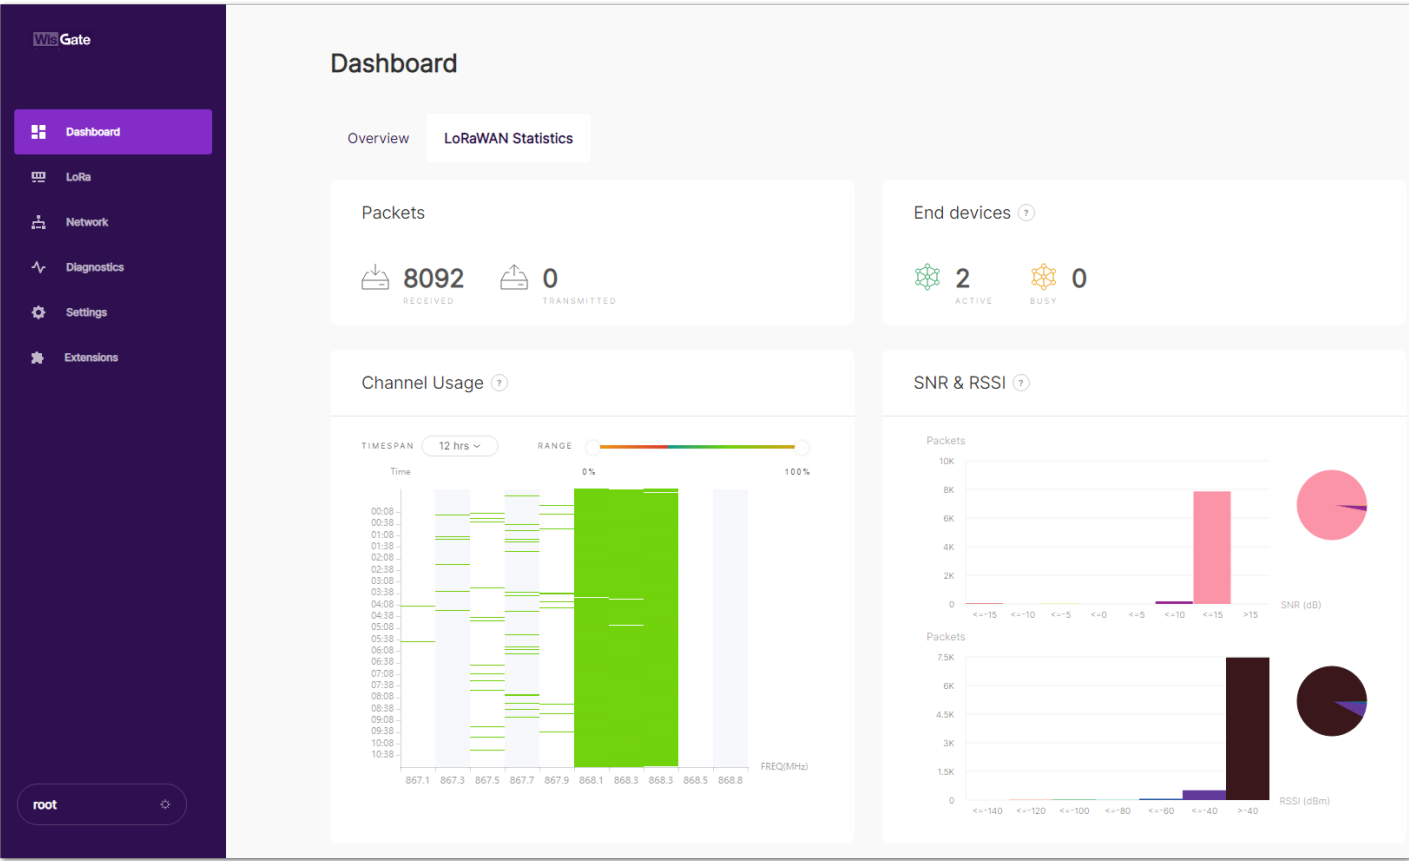 WisGate
Dashboard
LoRa
Network
Diagnostics
Settings
Extensions
root
Dashboard
Overview
LoRaWAN Statistics
Packets
8092
RECEIVED
0
TRANSMITTED
End devices ?
2
ACTIVE
0
BUSY
Channel Usage ?
TIMESPAN 12 hrs
RANGE
0% 100%
Time
00:08
00:38
01:08
01:38
02:08
02:38
03:08
03:38
04:08
04:38
05:08
05:38
06:08
06:38
07:08
07:38
08:08
08:38
09:08
09:38
10:08
10:38
867.1 867.3 867.5 867.7 867.9 868.1 868.3 868.3 868.5 868.8
FREQ(MHz)
SNR & RSSI ?
Packets
10K
8K
6K
4K
2K
0
<=-15 <=-10 <=-5 <=0 <=5 <=10 <=15 >15
SNR (dB)
Packets
7.5K
6K
4.5K
3K
1.5K
0
<=-140 <=-120 <=-100 <=-80 <=-60 <=-40 >-40
RSSI (dBm)